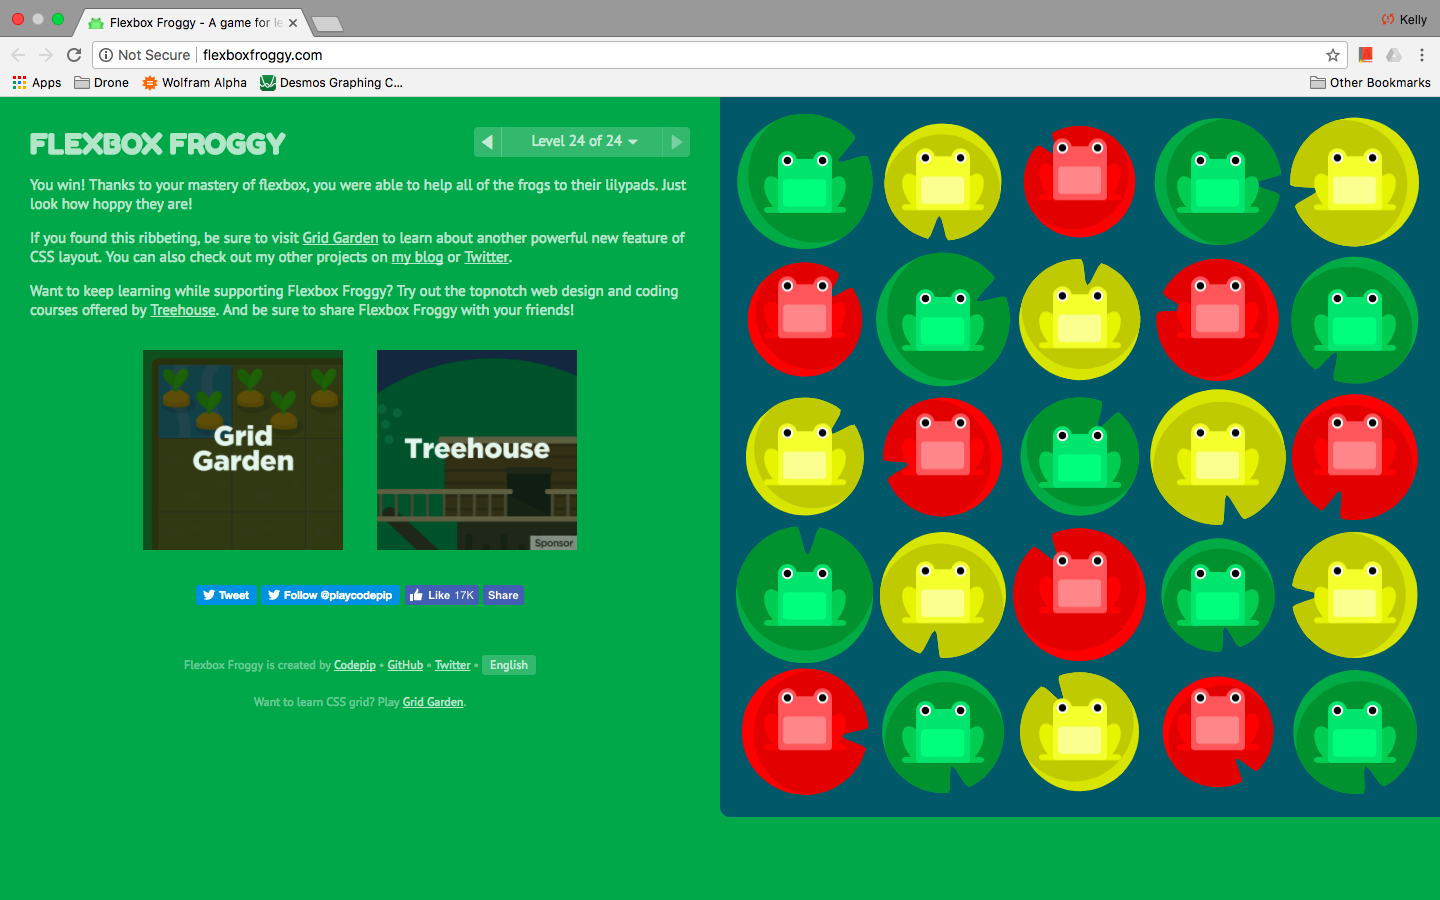 Flexbox Froggy - A game for le
Kelly
Not Secure
flexboxfroggy.com
Apps
Drone
Wolfram Alpha
Desmos Graphing C...
Other Bookmarks
FLEXBOX FROGGY
Level 24 of 24
You win! Thanks to your mastery of flexbox, you were able to help all of the frogs to their lilypads. Just
look how hoppy they are!
If you found this ribbeting, be sure to visit Grid Garden to learn about another powerful new feature of
CSS layout. You can also check out my other projects on my blog or Twitter.
Want to keep learning while supporting Flexbox Froggy? Try out the topnotch web design and coding
courses offered by Treehouse. And be sure to share Flexbox Froggy with your friends!
Grid
Garden
Treehouse
Sponsor
Tweet
Follow @playcodepip
Like 17K
Share
Flexbox Froggy is created by Codepip • GitHub • Twitter • English
Want to learn CSS grid? Play Grid Garden.